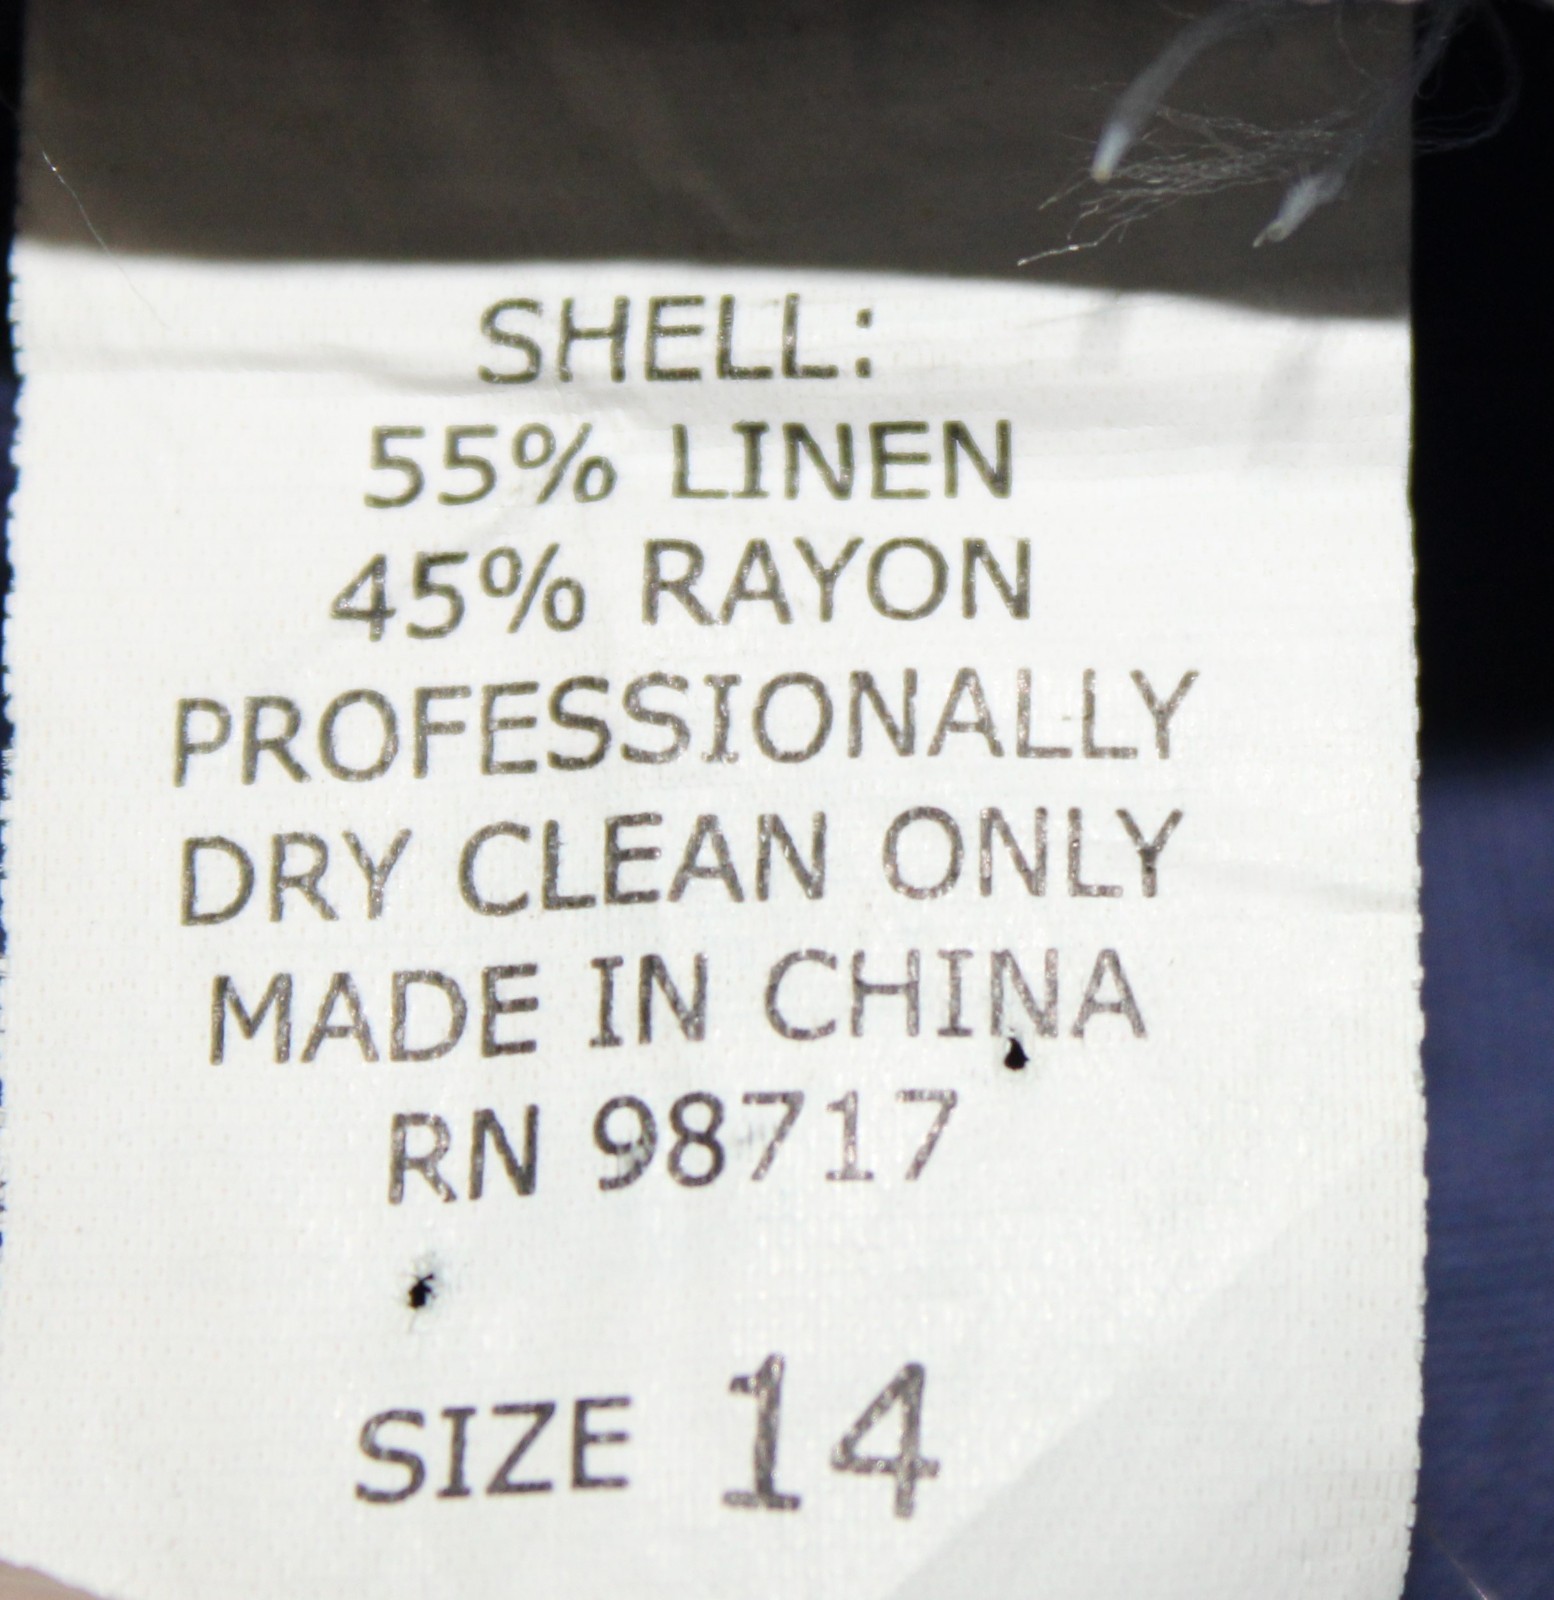 SHELL:
55% LINEN
45% RAYON
PROFESSIONALLY
DRY CLEAN ONLY
MADE IN CHINA
RN 98717
SIZE 14